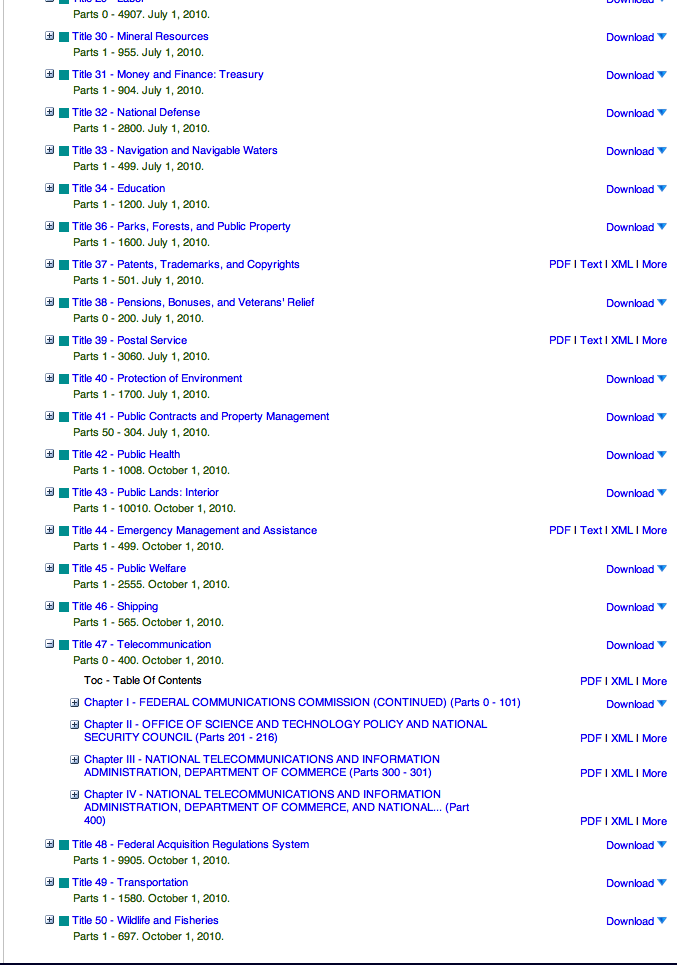 Parts 0 - 4907. July 1, 2010.
Title 30 - Mineral Resources Download
Parts 1 - 955. July 1, 2010.
Title 31 - Money and Finance: Treasury Download
Parts 1 - 904. July 1, 2010.
Title 32 - National Defense Download
Parts 1 - 2800. July 1, 2010.
Title 33 - Navigation and Navigable Waters Download
Parts 1 - 499. July 1, 2010.
Title 34 - Education Download
Parts 1 - 1200. July 1, 2010.
Title 36 - Parks, Forests, and Public Property Download
Parts 1 - 1600. July 1, 2010.
Title 37 - Patents, Trademarks, and Copyrights PDF | Text | XML | More
Parts 1 - 501. July 1, 2010.
Title 38 - Pensions, Bonuses, and Veterans' Relief Download
Parts 0 - 200. July 1, 2010.
Title 39 - Postal Service PDF | Text | XML | More
Parts 1 - 3060. July 1, 2010.
Title 40 - Protection of Environment Download
Parts 1 - 1700. July 1, 2010.
Title 41 - Public Contracts and Property Management Download
Parts 50 - 304. July 1, 2010.
Title 42 - Public Health Download
Parts 1 - 1008. October 1, 2010.
Title 43 - Public Lands: Interior Download
Parts 1 - 10010. October 1, 2010.
Title 44 - Emergency Management and Assistance PDF | Text | XML | More
Parts 1 - 499. October 1, 2010.
Title 45 - Public Welfare Download
Parts 1 - 2555. October 1, 2010.
Title 46 - Shipping Download
Parts 1 - 565. October 1, 2010.
Title 47 - Telecommunication Download
Parts 0 - 400. October 1, 2010.
Toc - Table Of Contents PDF | XML | More
Chapter I - FEDERAL COMMUNICATIONS COMMISSION (CONTINUED) (Parts 0 - 101) Download
Chapter II - OFFICE OF SCIENCE AND TECHNOLOGY POLICY AND NATIONAL
SECURITY COUNCIL (Parts 201 - 216) PDF | XML | More
Chapter III - NATIONAL TELECOMMUNICATIONS AND INFORMATION
ADMINISTRATION, DEPARTMENT OF COMMERCE (Parts 300 - 301) PDF | XML | More
Chapter IV - NATIONAL TELECOMMUNICATIONS AND INFORMATION
ADMINISTRATION, DEPARTMENT OF COMMERCE, AND NATIONAL... (Part
400) PDF | XML | More
Title 48 - Federal Acquisition Regulations System Download
Parts 1 - 9905. October 1, 2010.
Title 49 - Transportation Download
Parts 1 - 1580. October 1, 2010.
Title 50 - Wildlife and Fisheries Download
Parts 1 - 697. October 1, 2010.